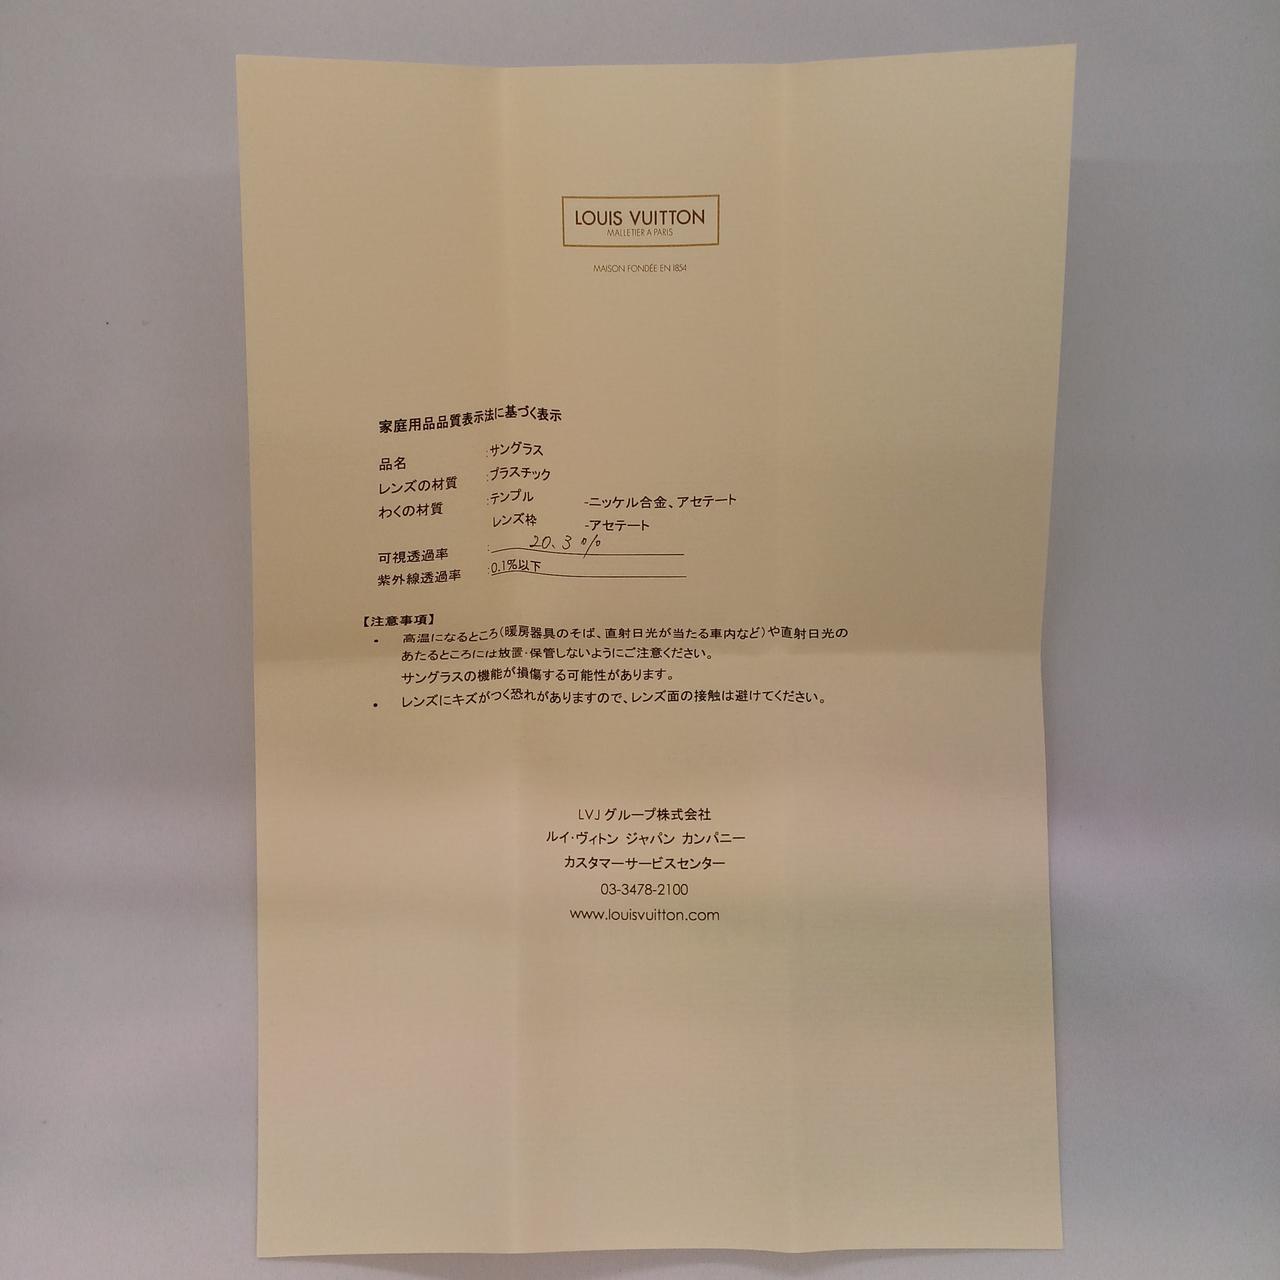 LOUIS VUITTON
MALLETIER A PARIS
MAISON FONDÉE EN 1854
家庭用品品質表示法に基づく表示
品名 :サングラス
レンズの材質 :プラスチック
わくの材質 :テンプル -ニッケル合金、アセテート
レンズ枠 -アセテート
可視透過率 : 20.3%
紫外線透過率 :0.1%以下
【注意事項】
• 高温になるところ(暖房器具のそば、直射日光が当たる車内など)や直射日光の
あたるところには放置・保管しないようにご注意ください。
サングラスの機能が損傷する可能性があります。
• レンズにキズがつく恐れがありますので、レンズ面の接触は避けてください。
LVJ グループ株式会社
ルイ・ヴィトン ジャパン カンパニー
カスタマーサービスセンター
03-3478-2100
www.louisvuitton.com